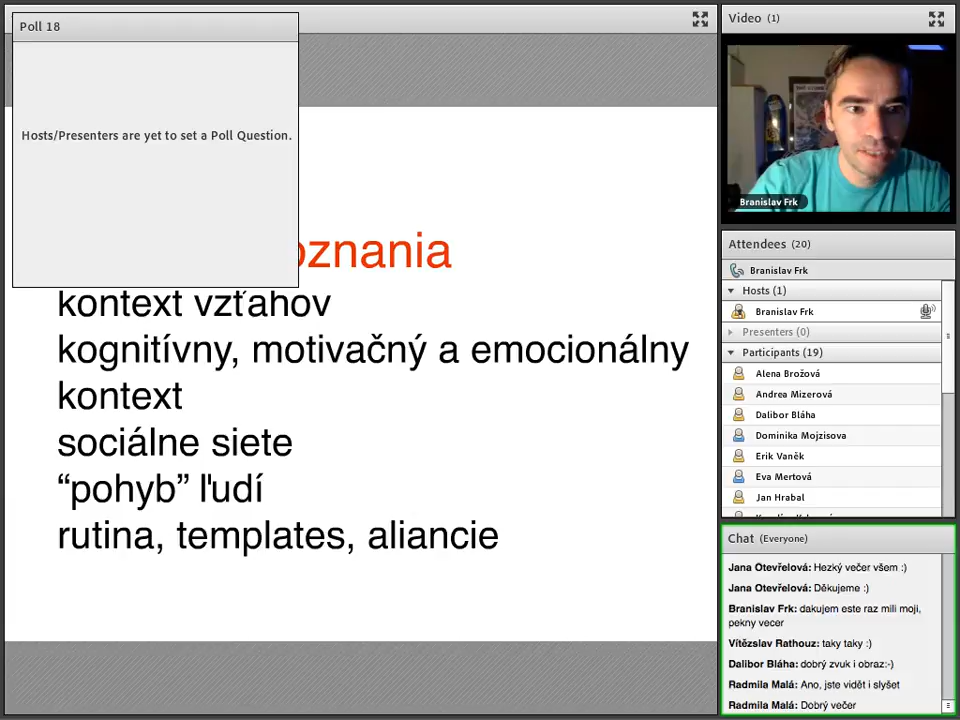 Poll 18
Hosts/Presenters are yet to set a Poll Question.
oznania
kontext vzťahov
kognitívny, motivačný a emocionálny
kontext
sociálne siete
“pohyb” ľudí
rutina, templates, aliancie
Video (1)
Branislav Frk
Attendees (20)
Branislav Frk
Hosts (1)
Branislav Frk
Presenters (0)
Participants (19)
Alena Brožová
Andrea Mizerová
Dalibor Bláha
Dominika Mojzisova
Erik Vaněk
Eva Mertová
Jan Hrabal
Chat (Everyone)
Jana Otevřelová: Hezký večer všem :)
Jana Otevřelová: Děkujeme :)
Branislav Frk: dakujem este raz mili moji,
pekny vecer
Vítězslav Rathouz: taky taky :)
Dalibor Bláha: dobrý zvuk i obraz:-)
Radmila Malá: Ano, jste vidět i slyšet
Radmila Malá: Dobrý večer